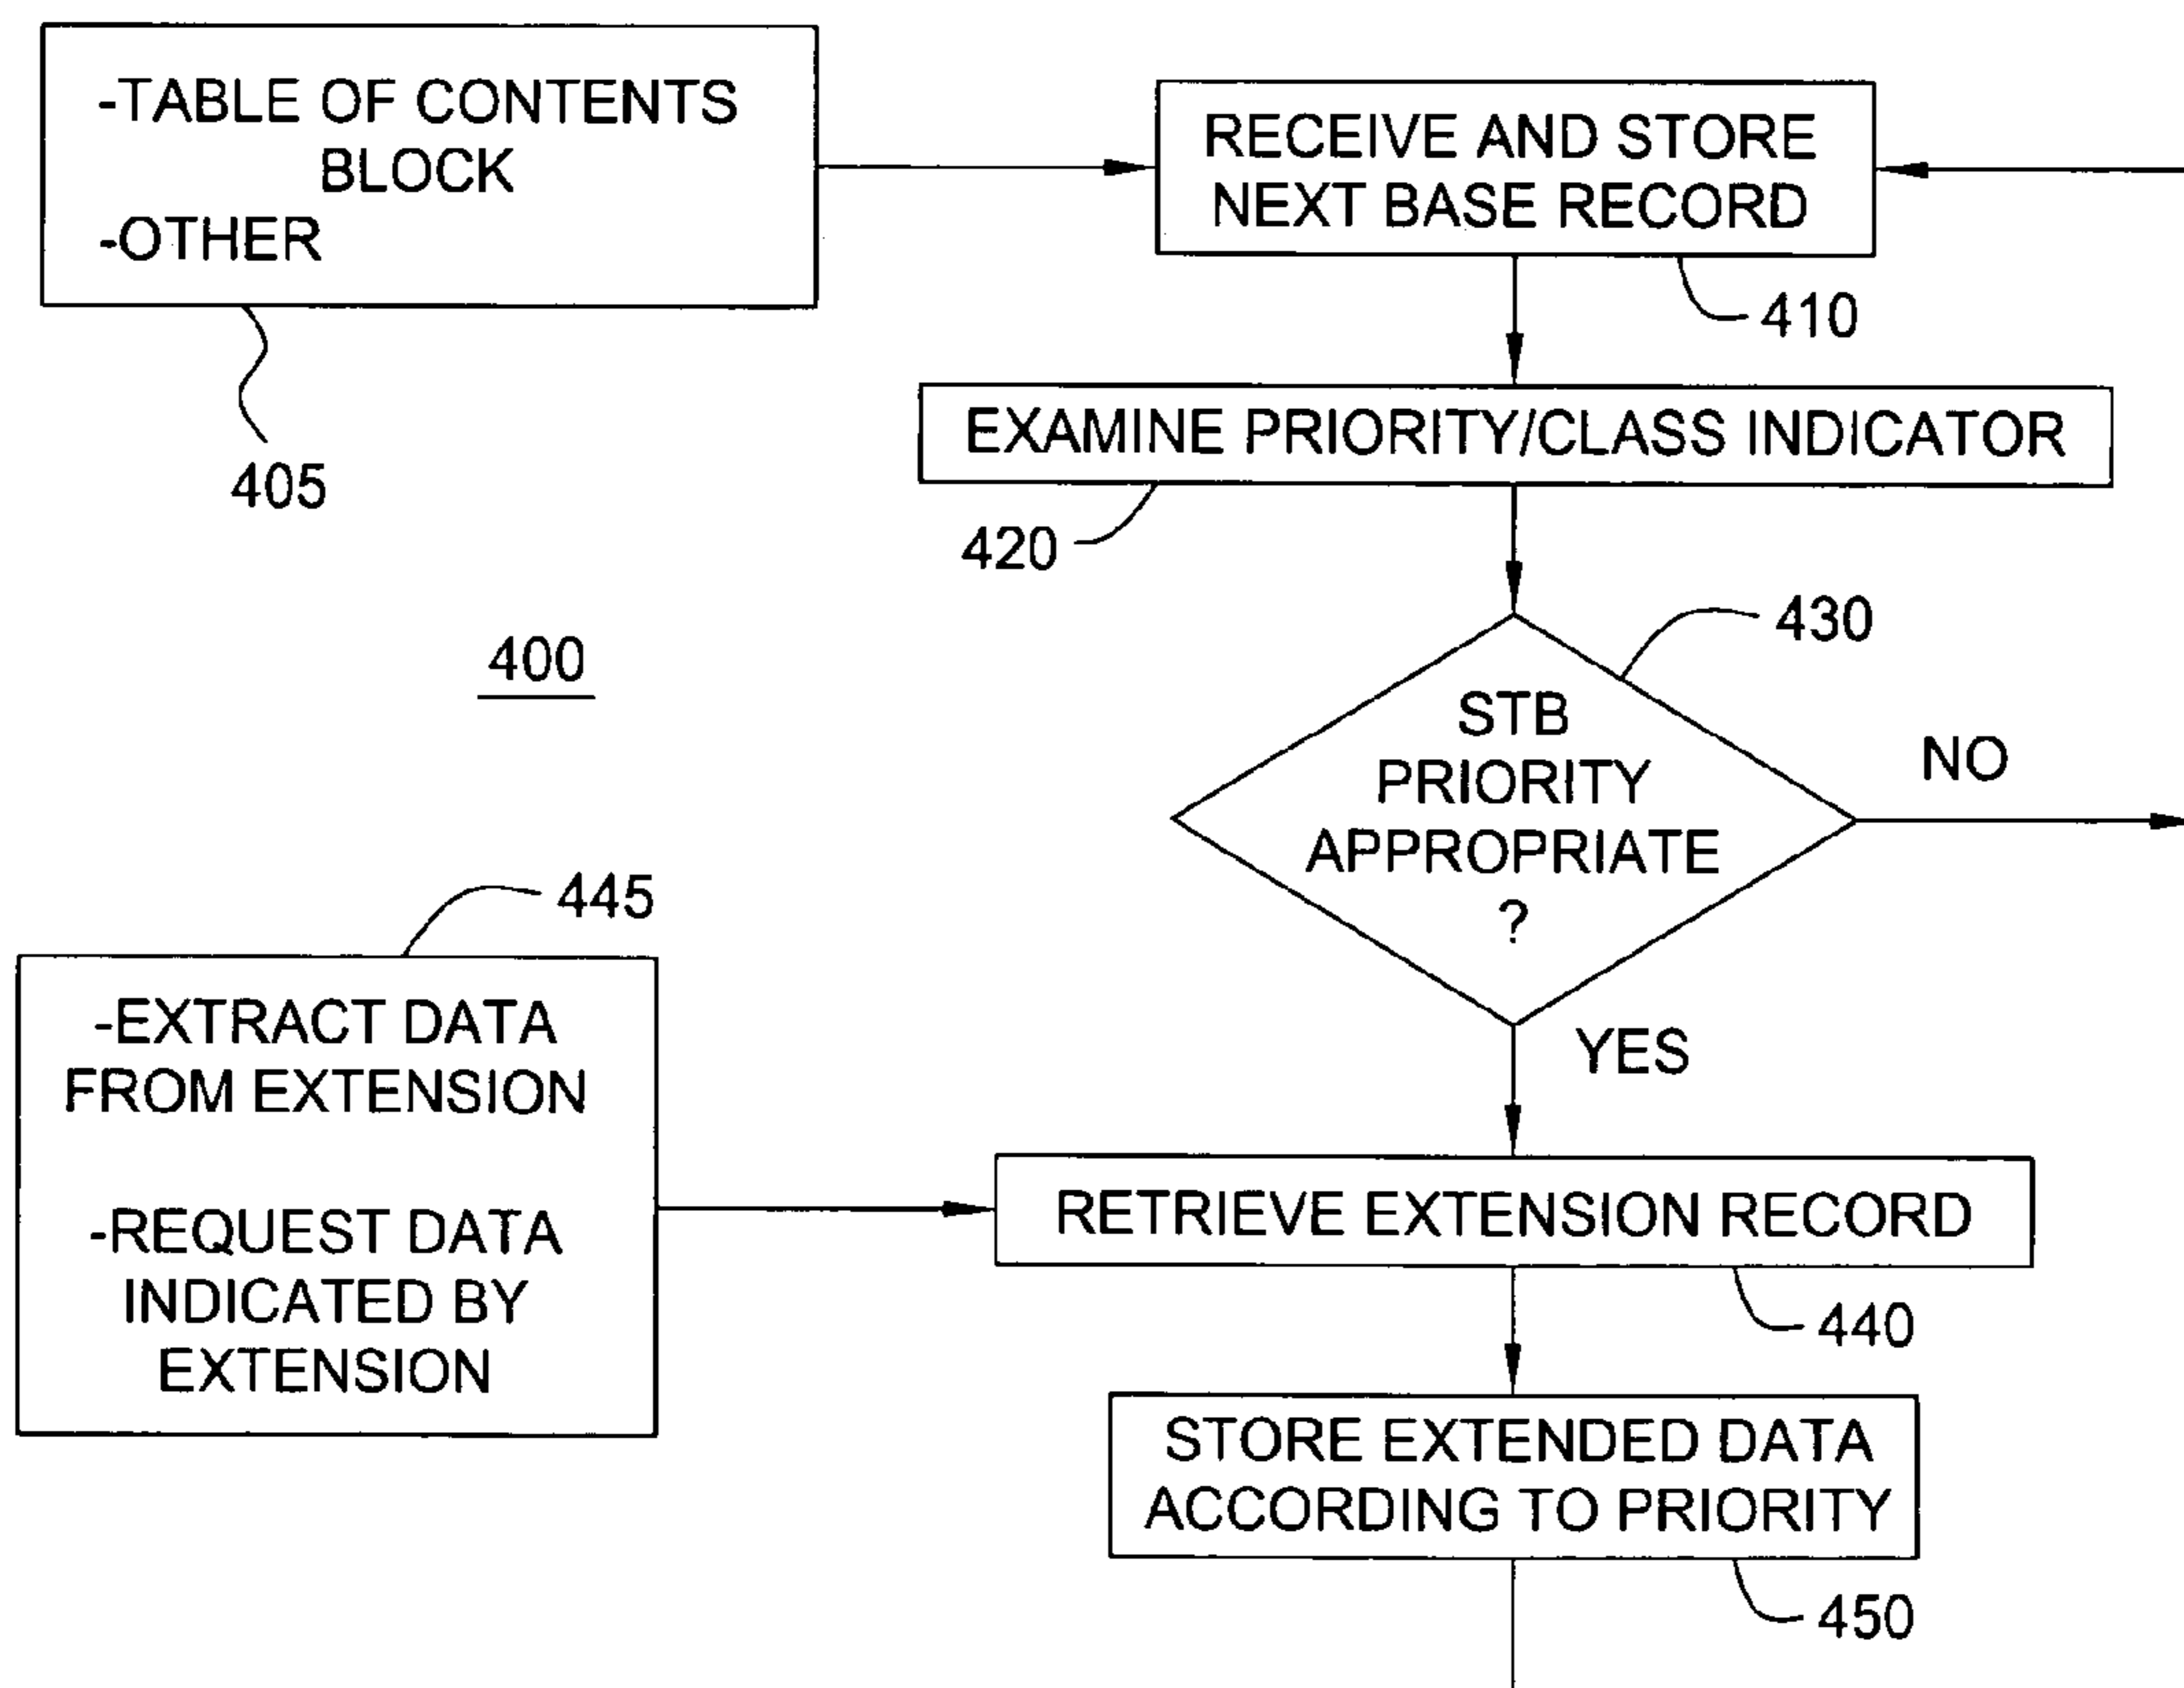 -TABLE OF CONTENTS
BLOCK
-OTHER
405
RECEIVE AND STORE
NEXT BASE RECORD
410
EXAMINE PRIORITY/CLASS INDICATOR
420
400
430
STB
PRIORITY
APPROPRIATE
?
NO
YES
445
-EXTRACT DATA
FROM EXTENSION
-REQUEST DATA
INDICATED BY
EXTENSION
RETRIEVE EXTENSION RECORD
440
STORE EXTENDED DATA
ACCORDING TO PRIORITY
450